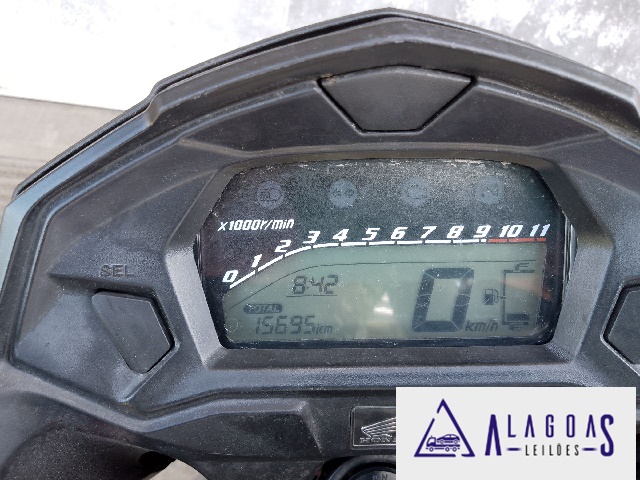 x1000r/min
0 1 2 3 4 5 6 7 8 9 10 11
SEL
8:42
TOTAL
15695 km
0 km/h
ALAGOAS
LEILÕES